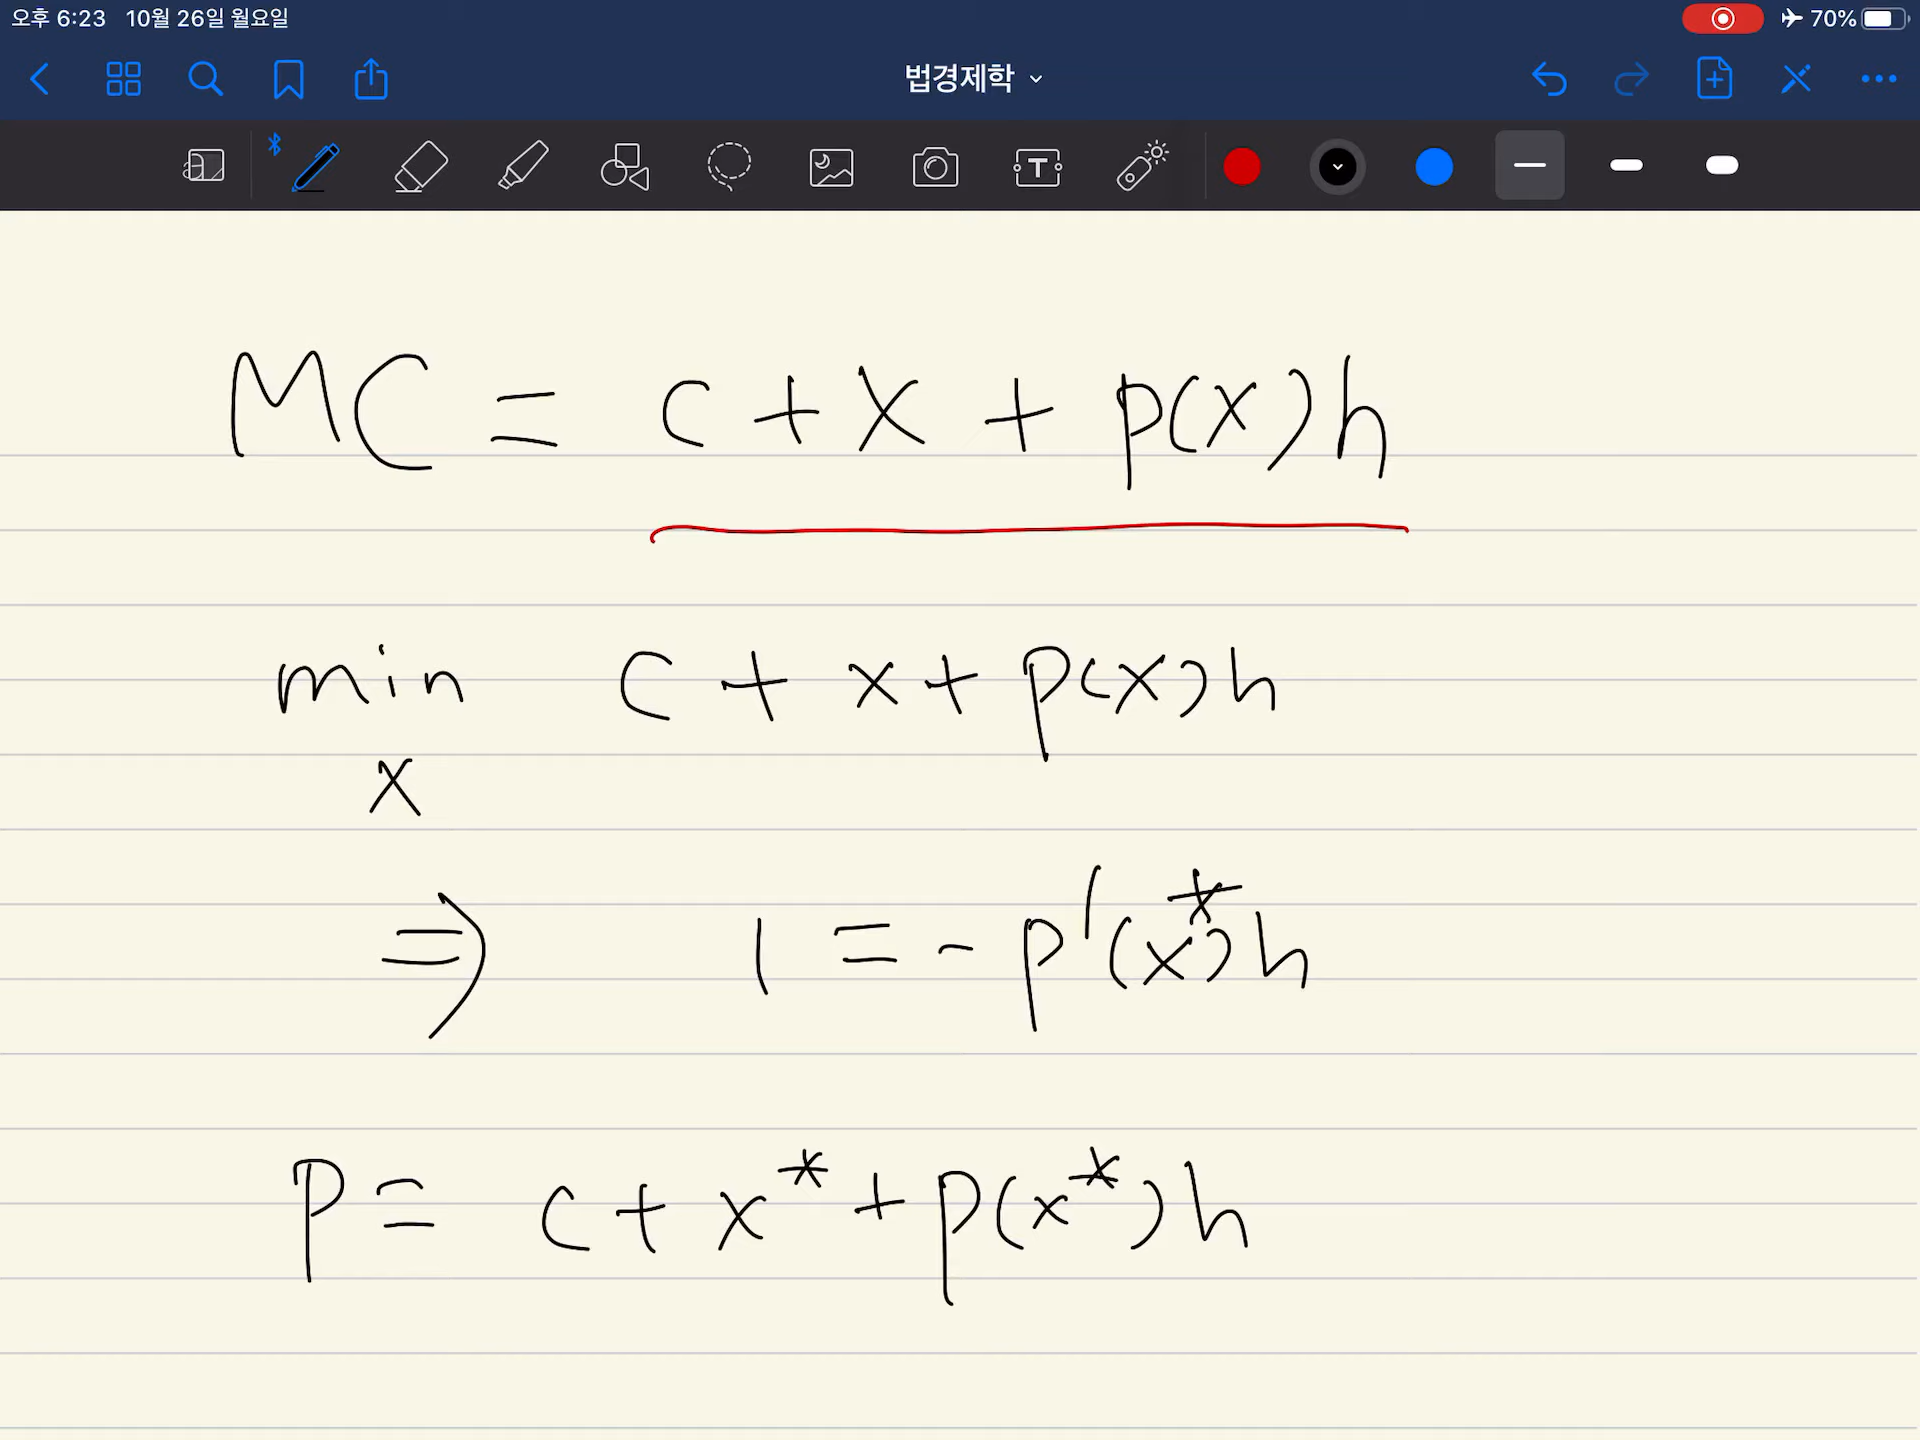 오후 6:23 10월 26일 월요일 70%
법경제학
T
MC = c + x + p(x)h
min c + x + p(x)h
x
⇒ 1 = - p'(x*)h
P = c + x* + p(x*)h